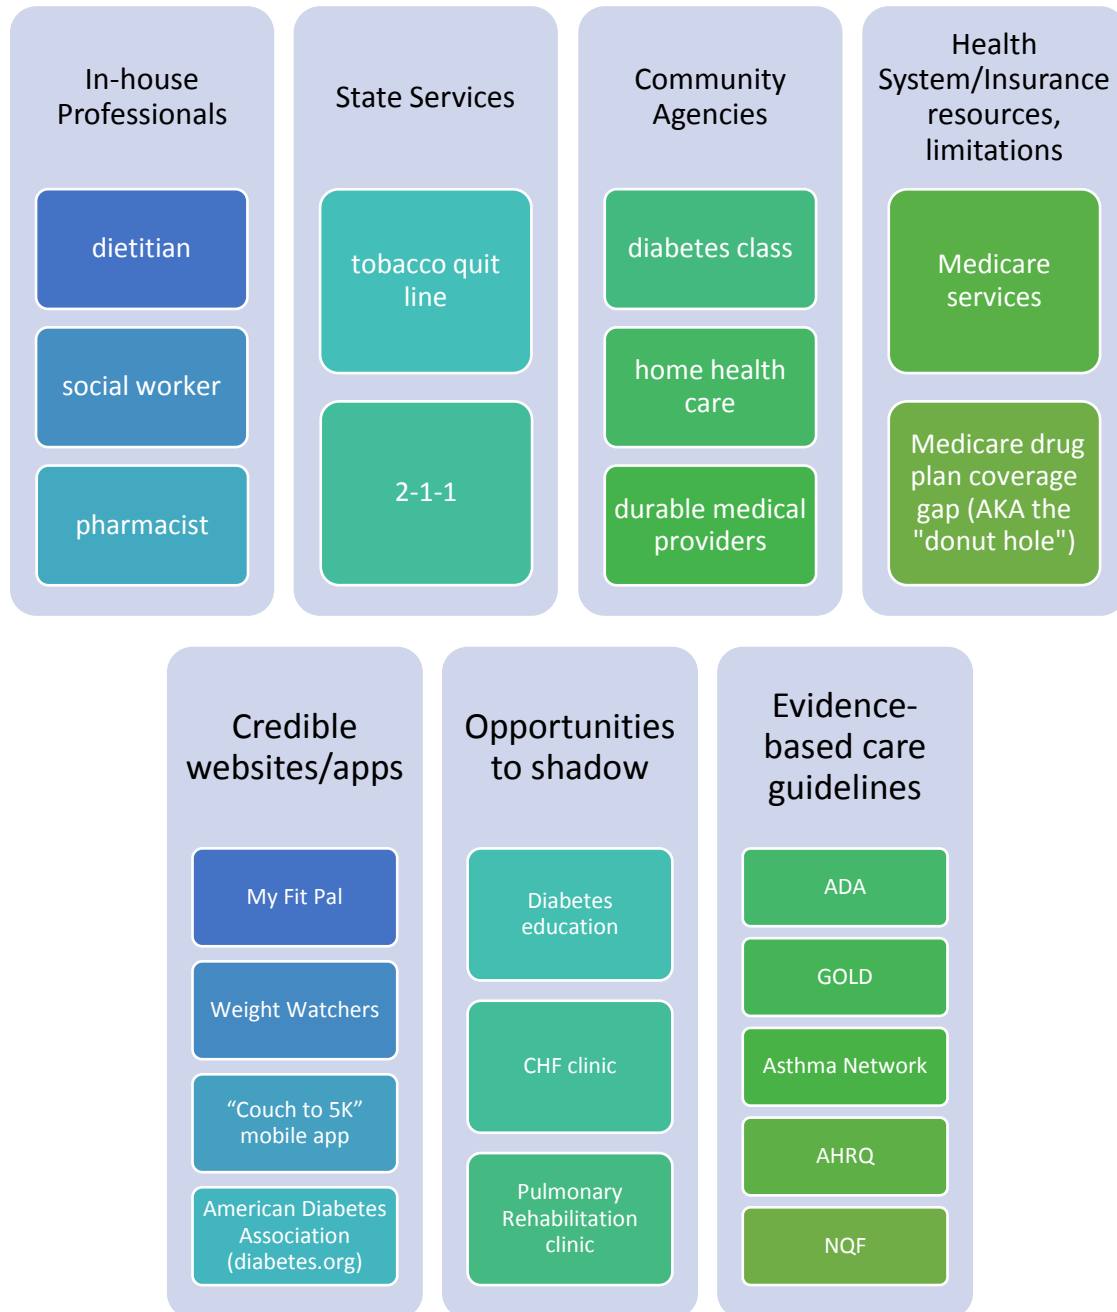 In-house
Professionals
dietitian
social worker
pharmacist
State Services
tobacco quit
line
2-1-1
Community
Agencies
diabetes class
home health
care
durable medical
providers
Health
System/Insurance
resources,
limitations
Medicare
services
Medicare drug
plan coverage
gap (AKA the
"donut hole")
Credible
websites/apps
My Fit Pal
Weight Watchers
“Couch to 5K”
mobile app
American Diabetes
Association
(diabetes.org)
Opportunities
to shadow
Diabetes
education
CHF clinic
Pulmonary
Rehabilitation
clinic
Evidence-
based care
guidelines
ADA
GOLD
Asthma Network
AHRQ
NQF